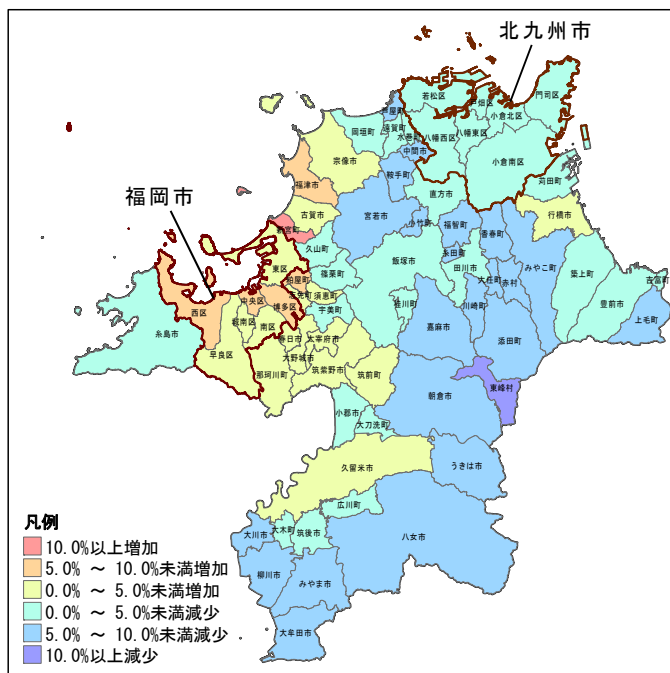 北九州市
福岡市
若松区
戸畑区
門司区
小倉北区
芦屋町
遠賀町
水巻町
八幡西区
八幡東区
岡垣町
中間市
小倉南区
宗像市
鞍手町
苅田町
福津市
直方市
行橋市
古賀市
宮若市
小竹町
福智町
香春町
みやこ町
新宮町
久山町
糸田町
東区
篠栗町
飯塚市
田川市
築上町
粕屋町
大任町
赤村
吉富町
志免町
須恵町
中央区
博多区
宇美町
桂川町
川崎町
豊前市
西区
城南区
南区
嘉麻市
上毛町
糸島市
春日市
太宰府市
添田町
早良区
大野城市
筑紫野市
那珂川町
筑前町
朝倉市
東峰村
小郡市
大刀洗町
久留米市
うきは市
広川町
大川市
大木町
筑後市
八女市
柳川市
みやま市
大牟田市
凡例
10.0%以上増加
5.0% ～ 10.0%未満増加
0.0% ～ 5.0%未満増加
0.0% ～ 5.0%未満減少
5.0% ～ 10.0%未満減少
10.0%以上減少